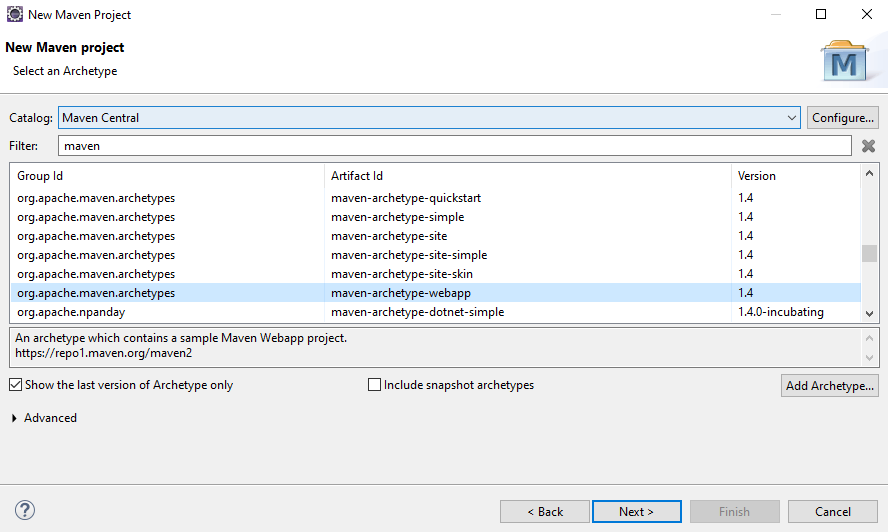 New Maven Project
New Maven project
Select an Archetype
M
Catalog: Maven Central Configure...
Filter: maven
Group Id Artifact Id Version
org.apache.maven.archetypes maven-archetype-quickstart 1.4
org.apache.maven.archetypes maven-archetype-simple 1.4
org.apache.maven.archetypes maven-archetype-site 1.4
org.apache.maven.archetypes maven-archetype-site-simple 1.4
org.apache.maven.archetypes maven-archetype-site-skin 1.4
org.apache.maven.archetypes maven-archetype-webapp 1.4
org.apache.npanday maven-archetype-dotnet-simple 1.4.0-incubating
An archetype which contains a sample Maven Webapp project.
https://repo1.maven.org/maven2
Show the last version of Archetype only Include snapshot archetypes Add Archetype...
Advanced
? < Back Next > Finish Cancel